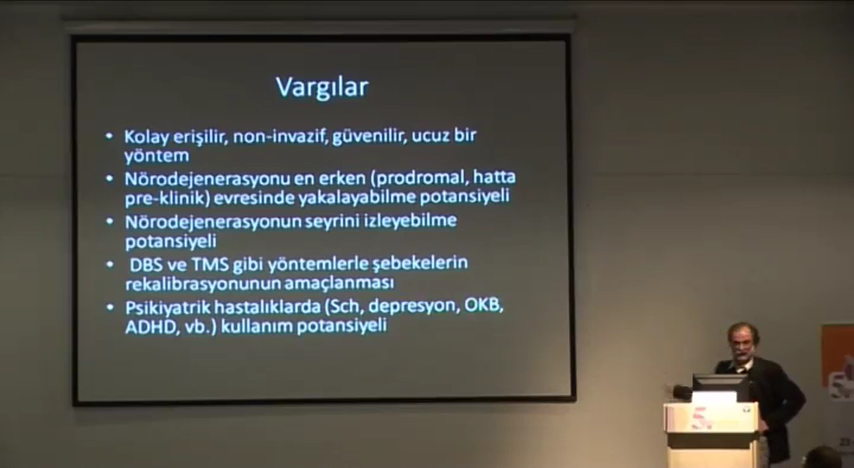 Vargılar
• Kolay erişilir, non-invazif, güvenilir, ucuz bir
yöntem
• Nörodejenerasyonu en erken (prodromal, hatta
pre-klinik) evresinde yakalayabilme potansiyeli
• Nörodejenerasyonun seyrini izleyebilme
potansiyeli
• DBS ve TMS gibi yöntemlerle şebekelerin
rekalibrasyonunun amaçlanması
• Psikiyatrik hastalıklarda (Sch, depresyon, OKB,
ADHD, vb.) kullanım potansiyeli